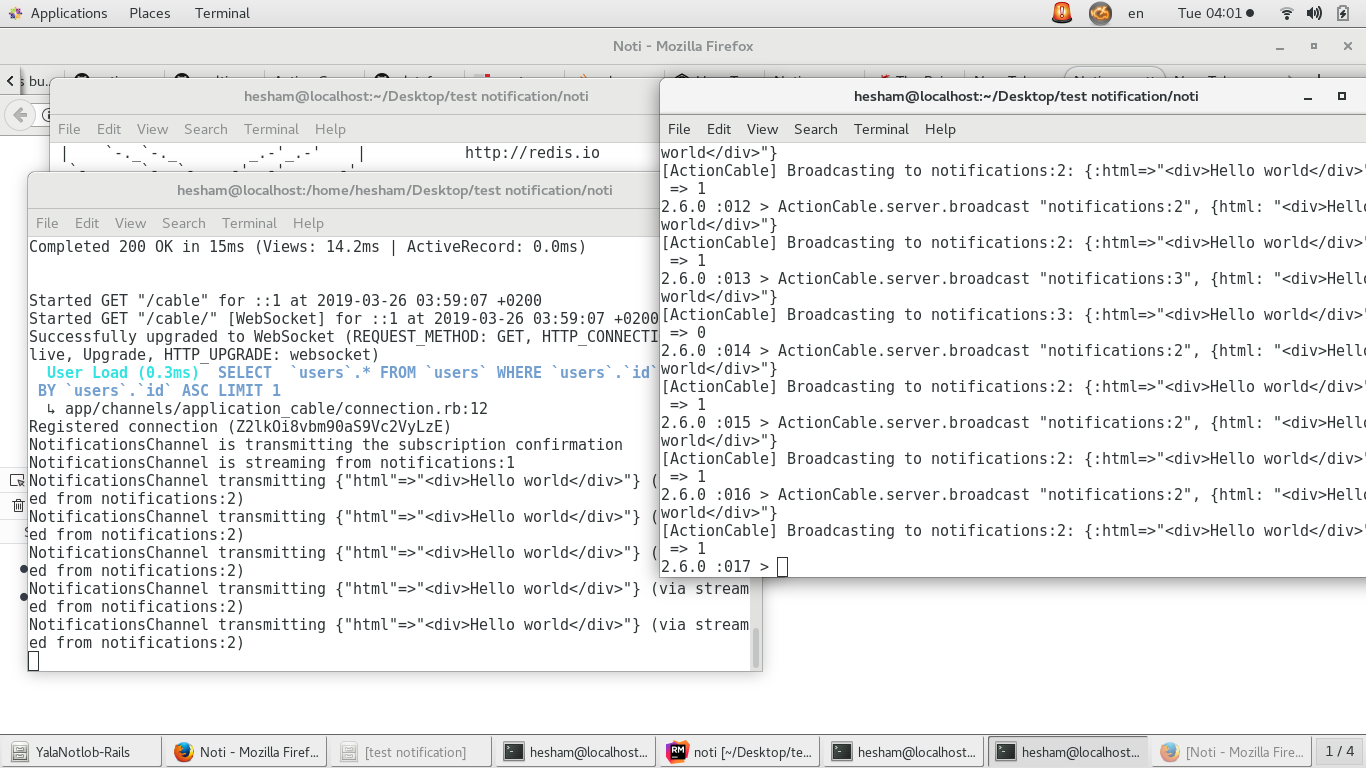 Applications Places Terminal en Tue 04:01
Noti - Mozilla Firefox
s bu...
hesham@localhost:~/Desktop/test notification/noti
File Edit View Search Terminal Help
| `-._`-._ _.-'_.-' | http://redis.io
hesham@localhost:/home/hesham/Desktop/test notification/noti
File Edit View Search Terminal Help
Completed 200 OK in 15ms (Views: 14.2ms | ActiveRecord: 0.0ms)
Started GET "/cable" for ::1 at 2019-03-26 03:59:07 +0200
Started GET "/cable/" [WebSocket] for ::1 at 2019-03-26 03:59:07 +0200
Successfully upgraded to WebSocket (REQUEST_METHOD: GET, HTTP_CONNECTI
live, Upgrade, HTTP_UPGRADE: websocket)
User Load (0.3ms) SELECT `users`.* FROM `users` WHERE `users`.`id`
BY `users`.`id` ASC LIMIT 1
↳ app/channels/application_cable/connection.rb:12
Registered connection (Z2lkOi8vbm90aS9Vc2VyLzE)
NotificationsChannel is transmitting the subscription confirmation
NotificationsChannel is streaming from notifications:1
NotificationsChannel transmitting {"html"=>"<div>Hello world</div>"} (
ed from notifications:2)
NotificationsChannel transmitting {"html"=>"<div>Hello world</div>"} (
ed from notifications:2)
NotificationsChannel transmitting {"html"=>"<div>Hello world</div>"} (
ed from notifications:2)
NotificationsChannel transmitting {"html"=>"<div>Hello world</div>"} (via stream
ed from notifications:2)
NotificationsChannel transmitting {"html"=>"<div>Hello world</div>"} (via stream
ed from notifications:2)
hesham@localhost:~/Desktop/test notification/noti
File Edit View Search Terminal Help
world</div>"}
[ActionCable] Broadcasting to notifications:2: {:html=>"<div>Hello world</div>"
=> 1
2.6.0 :012 > ActionCable.server.broadcast "notifications:2", {html: "<div>Hello
world</div>"}
[ActionCable] Broadcasting to notifications:2: {:html=>"<div>Hello world</div>"
=> 1
2.6.0 :013 > ActionCable.server.broadcast "notifications:3", {html: "<div>Hello
world</div>"}
[ActionCable] Broadcasting to notifications:3: {:html=>"<div>Hello world</div>"
=> 0
2.6.0 :014 > ActionCable.server.broadcast "notifications:2", {html: "<div>Hello
world</div>"}
[ActionCable] Broadcasting to notifications:2: {:html=>"<div>Hello world</div>"
=> 1
2.6.0 :015 > ActionCable.server.broadcast "notifications:2", {html: "<div>Hello
world</div>"}
[ActionCable] Broadcasting to notifications:2: {:html=>"<div>Hello world</div>"
=> 1
2.6.0 :016 > ActionCable.server.broadcast "notifications:2", {html: "<div>Hello
world</div>"}
[ActionCable] Broadcasting to notifications:2: {:html=>"<div>Hello world</div>"
=> 1
2.6.0 :017 >
YalaNotlob-Rails Noti - Mozilla Firef... [test notification] hesham@localhost... noti [~/Desktop/te... hesham@localhost... hesham@localhost... [Noti - Mozilla Fire... 1 / 4